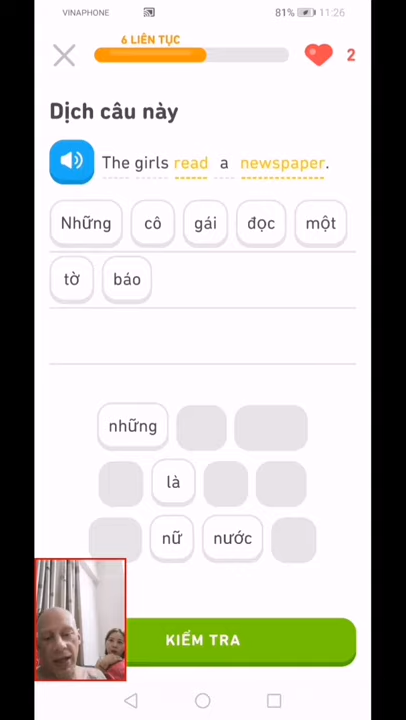 VINAPHONE 81% 11:26
6 LIÊN TỤC
2
Dịch câu này
The girls read a newspaper.
Những cô gái đọc một
tờ báo
những
là
nữ nước
KIỂM TRA